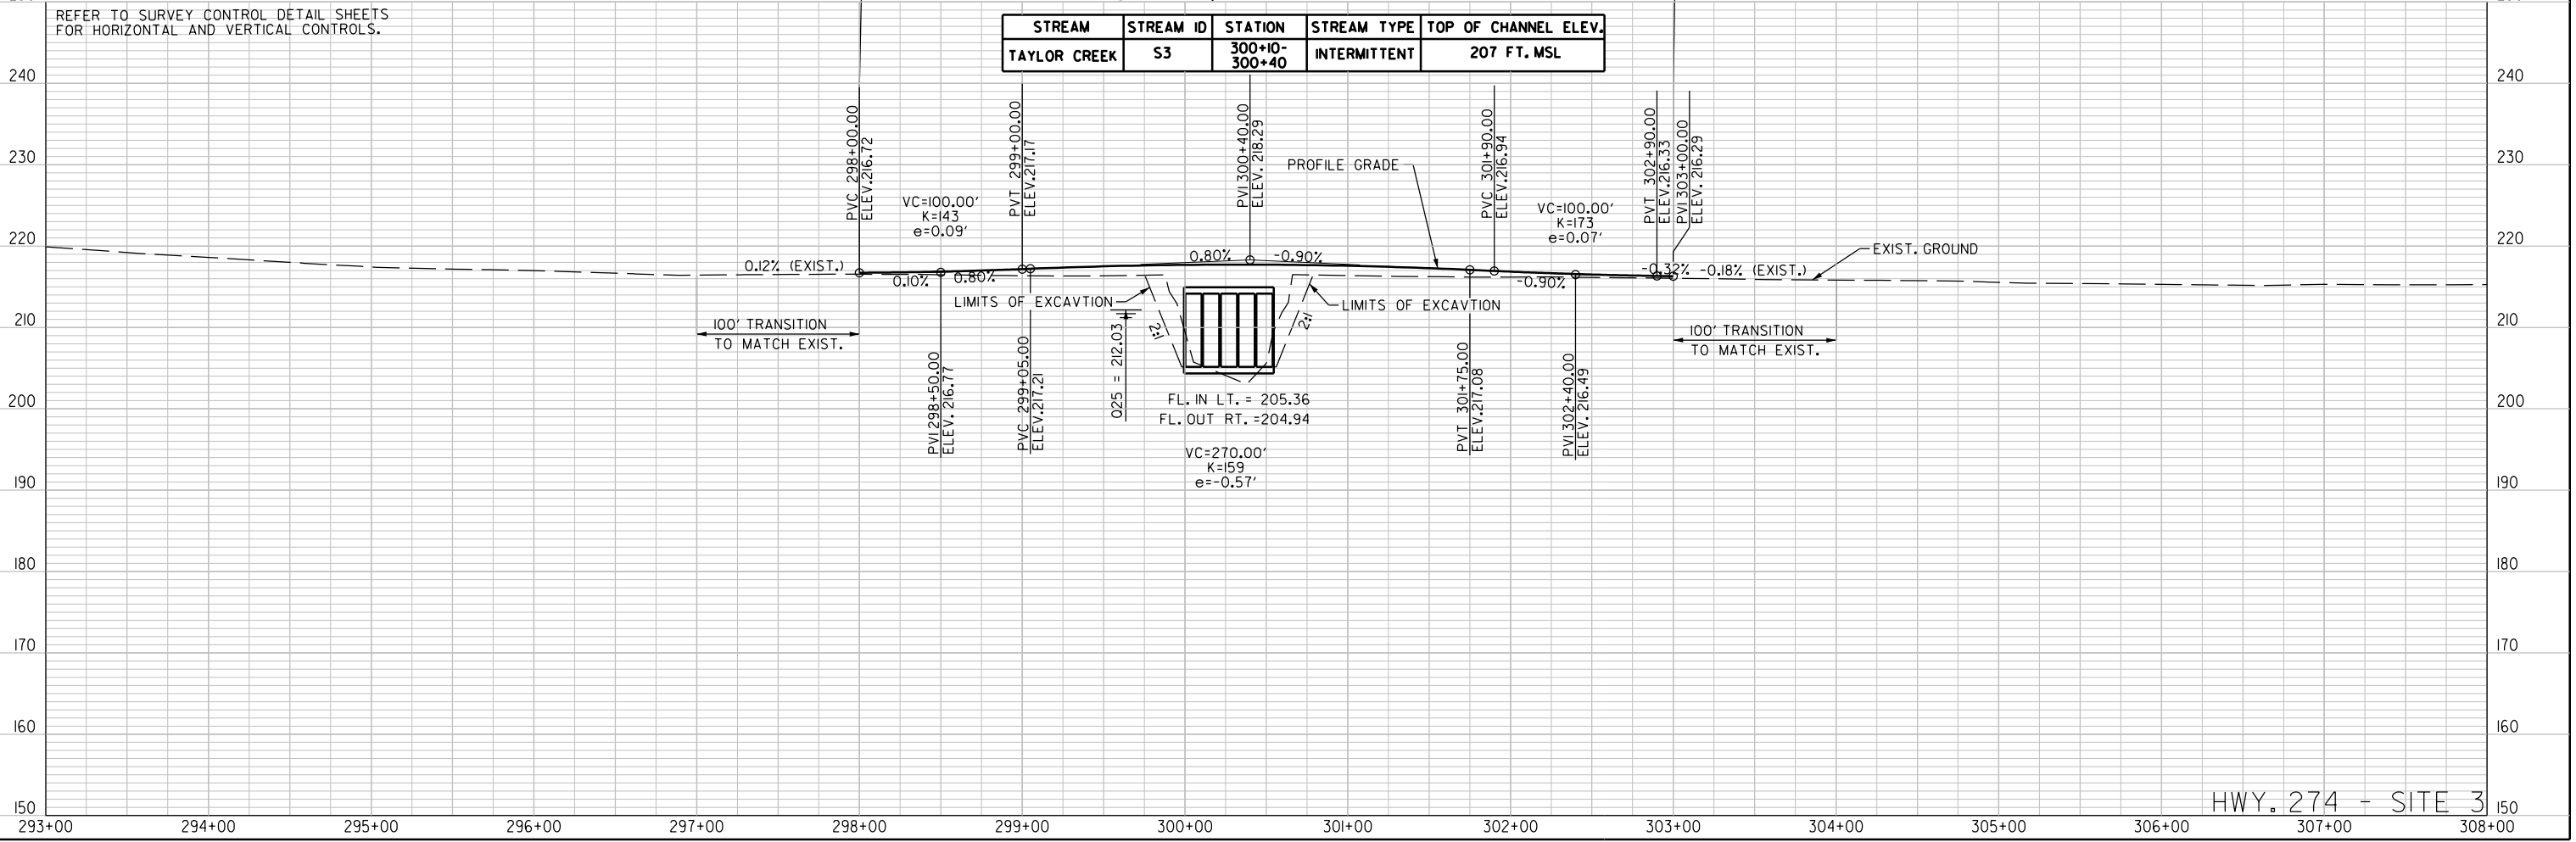 REFER TO SURVEY CONTROL DETAIL SHEETS
FOR HORIZONTAL AND VERTICAL CONTROLS.
STREAM STREAM ID STATION STREAM TYPE TOP OF CHANNEL ELEV.
TAYLOR CREEK S3 300+10-
300+40 INTERMITTENT 207 FT. MSL
240
230
220
210
200
190
180
170
160
150
240
230
220
210
200
190
180
170
160
150
PVC 298+00.00
ELEV. 216.72
VC=100.00'
K=143
e=0.09'
PVT 299+00.00
ELEV. 217.17
PVI 300+40.00
ELEV. 218.29
PROFILE GRADE
PVC 301+90.00
ELEV. 216.94
VC=100.00'
K=173
e=0.07'
PVT 302+90.00
ELEV. 216.33
PVI 303+00.00
ELEV. 216.29
EXIST. GROUND
0.12% (EXIST.)
0.10%
0.80%
0.80%
-0.90%
-0.90%
-0.32%
-0.18% (EXIST.)
LIMITS OF EXCAVTION
LIMITS OF EXCAVTION
2:1
2:1
100' TRANSITION
TO MATCH EXIST.
100' TRANSITION
TO MATCH EXIST.
PVI 298+50.00
ELEV. 216.77
PVC 299+05.00
ELEV. 217.21
Q25 = 212.03
FL. IN LT. = 205.36
FL. OUT RT. =204.94
VC=270.00'
K=159
e=-0.57'
PVT 301+75.00
ELEV. 217.08
PVI 302+40.00
ELEV. 216.49
HWY. 274 - SITE 3
293+00 294+00 295+00 296+00 297+00 298+00 299+00 300+00 301+00 302+00 303+00 304+00 305+00 306+00 307+00 308+00